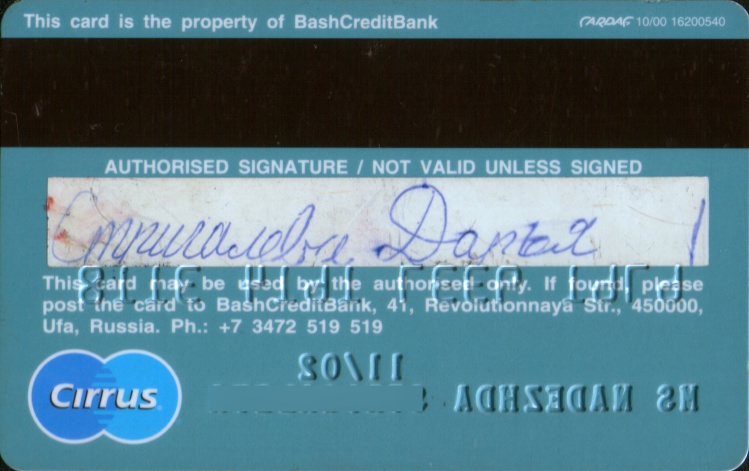 This card is the property of BashCreditBank
CARDAG 10/00 16200540
AUTHORISED SIGNATURE / NOT VALID UNLESS SIGNED
Дарья
This card may be used by the authorised only. If found, please
post the card to BashCreditBank, 41, Revolutionnaya Str., 450000,
Ufa, Russia. Ph.: +7 3472 519 519
11/02
MS NADEZHDA
Cirrus